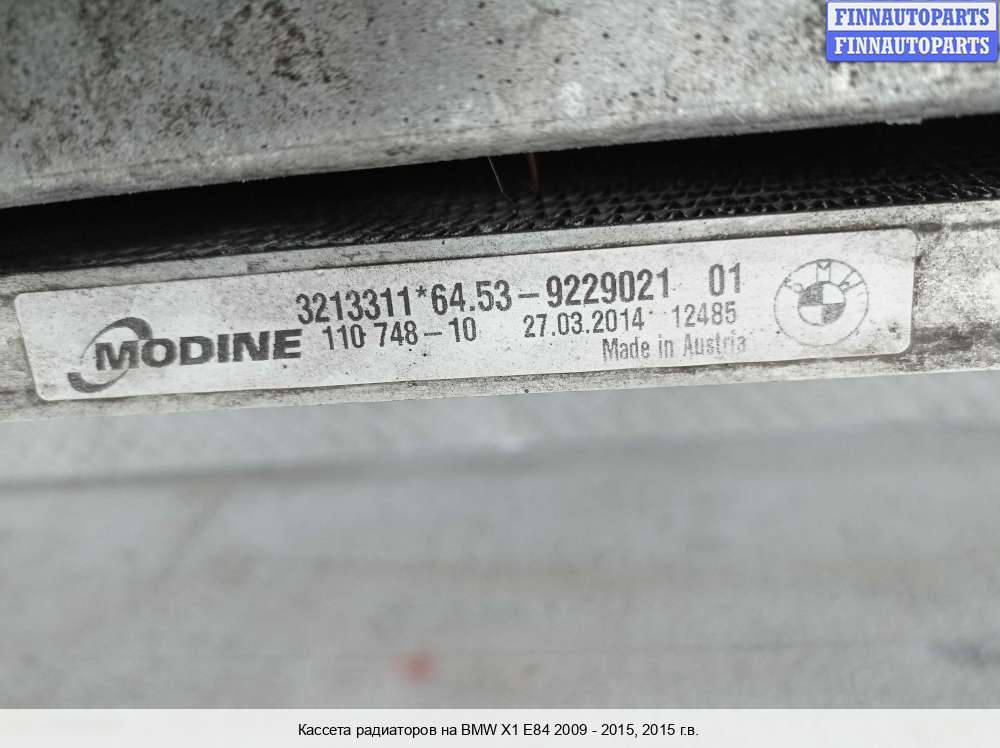 FINNAUTOPARTS
FINNAUTOPARTS
3213311*64.53-9229021 01
MODINE 110 748-10 27.03.2014 12485
Made in Austria
BMW
Кассета радиаторов на BMW X1 E84 2009 - 2015, 2015 г.в.